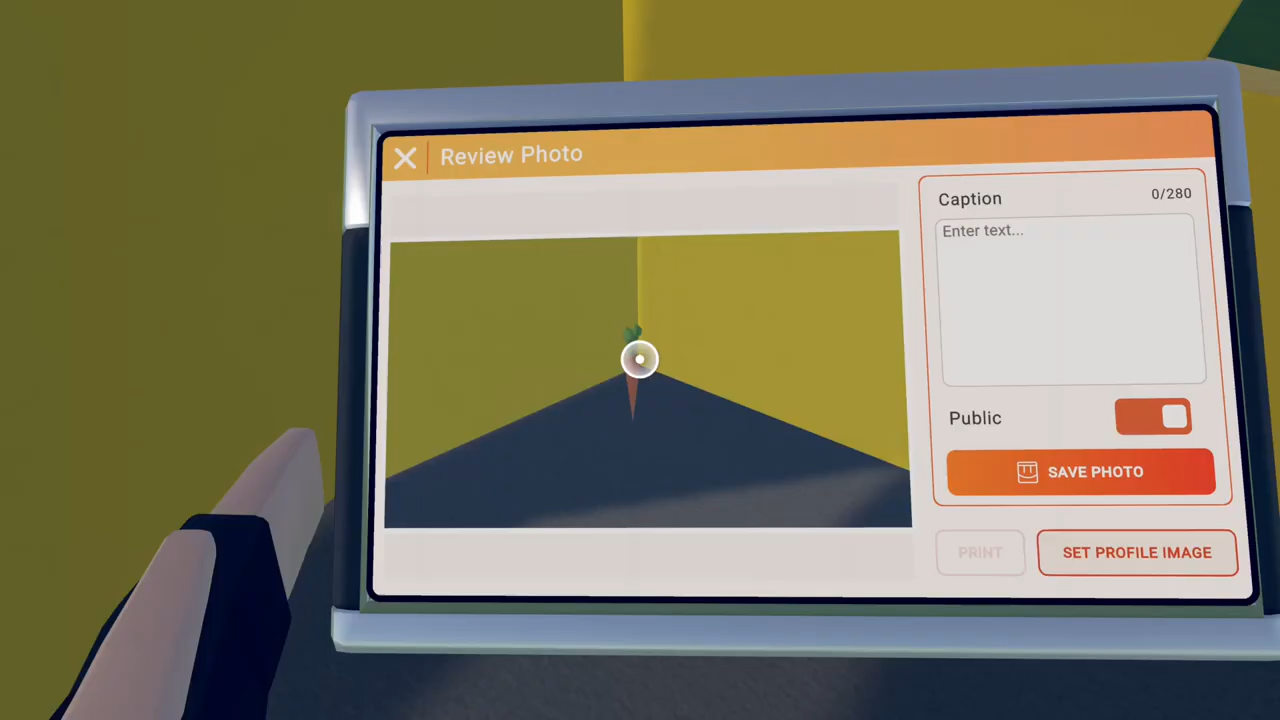 Review Photo
Caption
0/280
Enter text...
Public
SAVE PHOTO
PRINT
SET PROFILE IMAGE